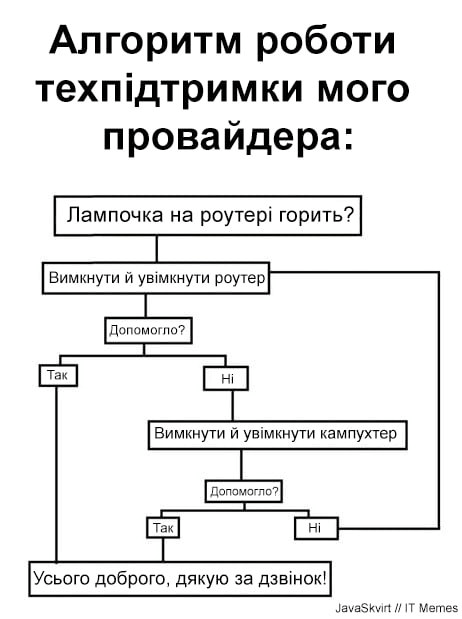 Алгоритм роботи
техпідтримки мого
провайдера:
Лампочка на роутері горить?
Вимкнути й увімкнути роутер
Допомогло?
Так
Ні
Вимкнути й увімкнути кампухтер
Допомогло?
Так
Ні
Усього доброго, дякую за дзвінок!
JavaSkvirt // IT Memes